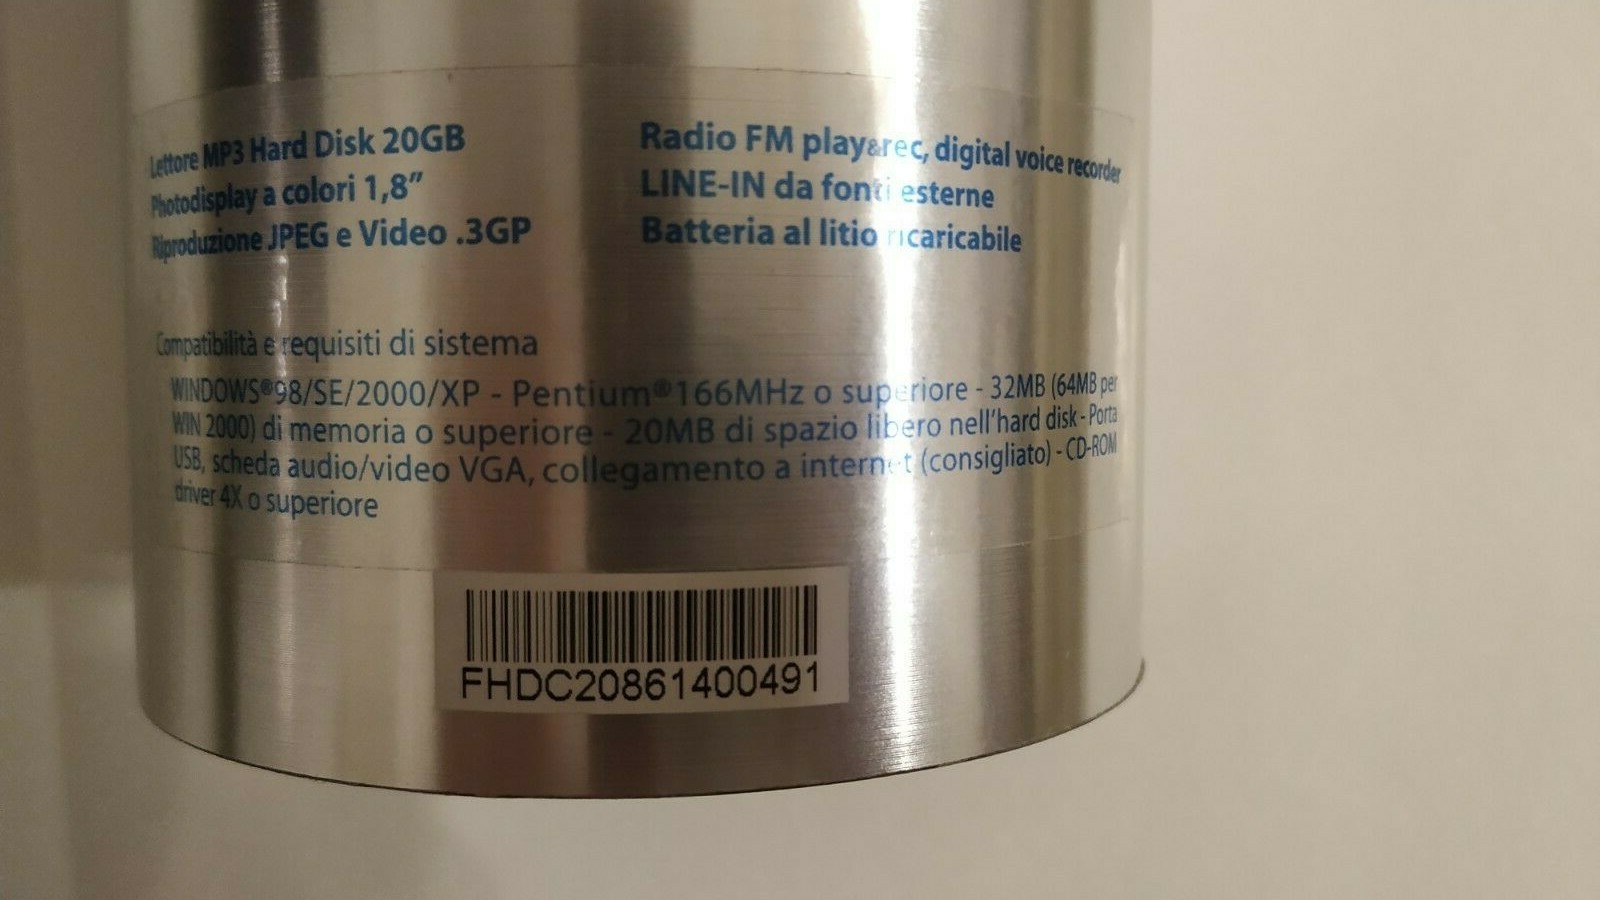 Lettore MP3 Hard Disk 20GB
Photodisplay a colori 1,8"
Riproduzione JPEG e Video .3GP
Radio FM play&rec, digital voice recorder
LINE-IN da fonti esterne
Batteria al litio ricaricabile
Compatibilità e requisiti di sistema
WINDOWS®98/SE/2000/XP - Pentium®166MHz o superiore - 32MB (64MB per
WIN 2000) di memoria o superiore - 20MB di spazio libero nell'hard disk - Porta
USB, scheda audio/video VGA, collegamento a internet (consigliato) - CD-ROM
driver 4X o superiore
FHDC20861400491